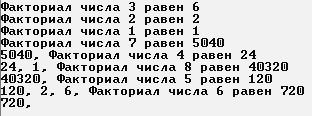 Факториал числа 3 равен 6
Факториал числа 2 равен 2
Факториал числа 1 равен 1
Факториал числа 7 равен 5040
5040, Факториал числа 4 равен 24
24, 1, Факториал числа 8 равен 40320
40320, Факториал числа 5 равен 120
120, 2, 6, Факториал числа 6 равен 720
720,